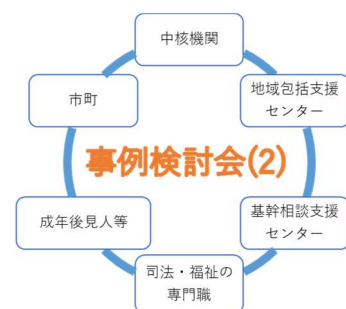 中核機関
市町
地域包括支援
センター
事例検討会(2)
成年後見人等
基幹相談支援
センター
司法・福祉の
専門職